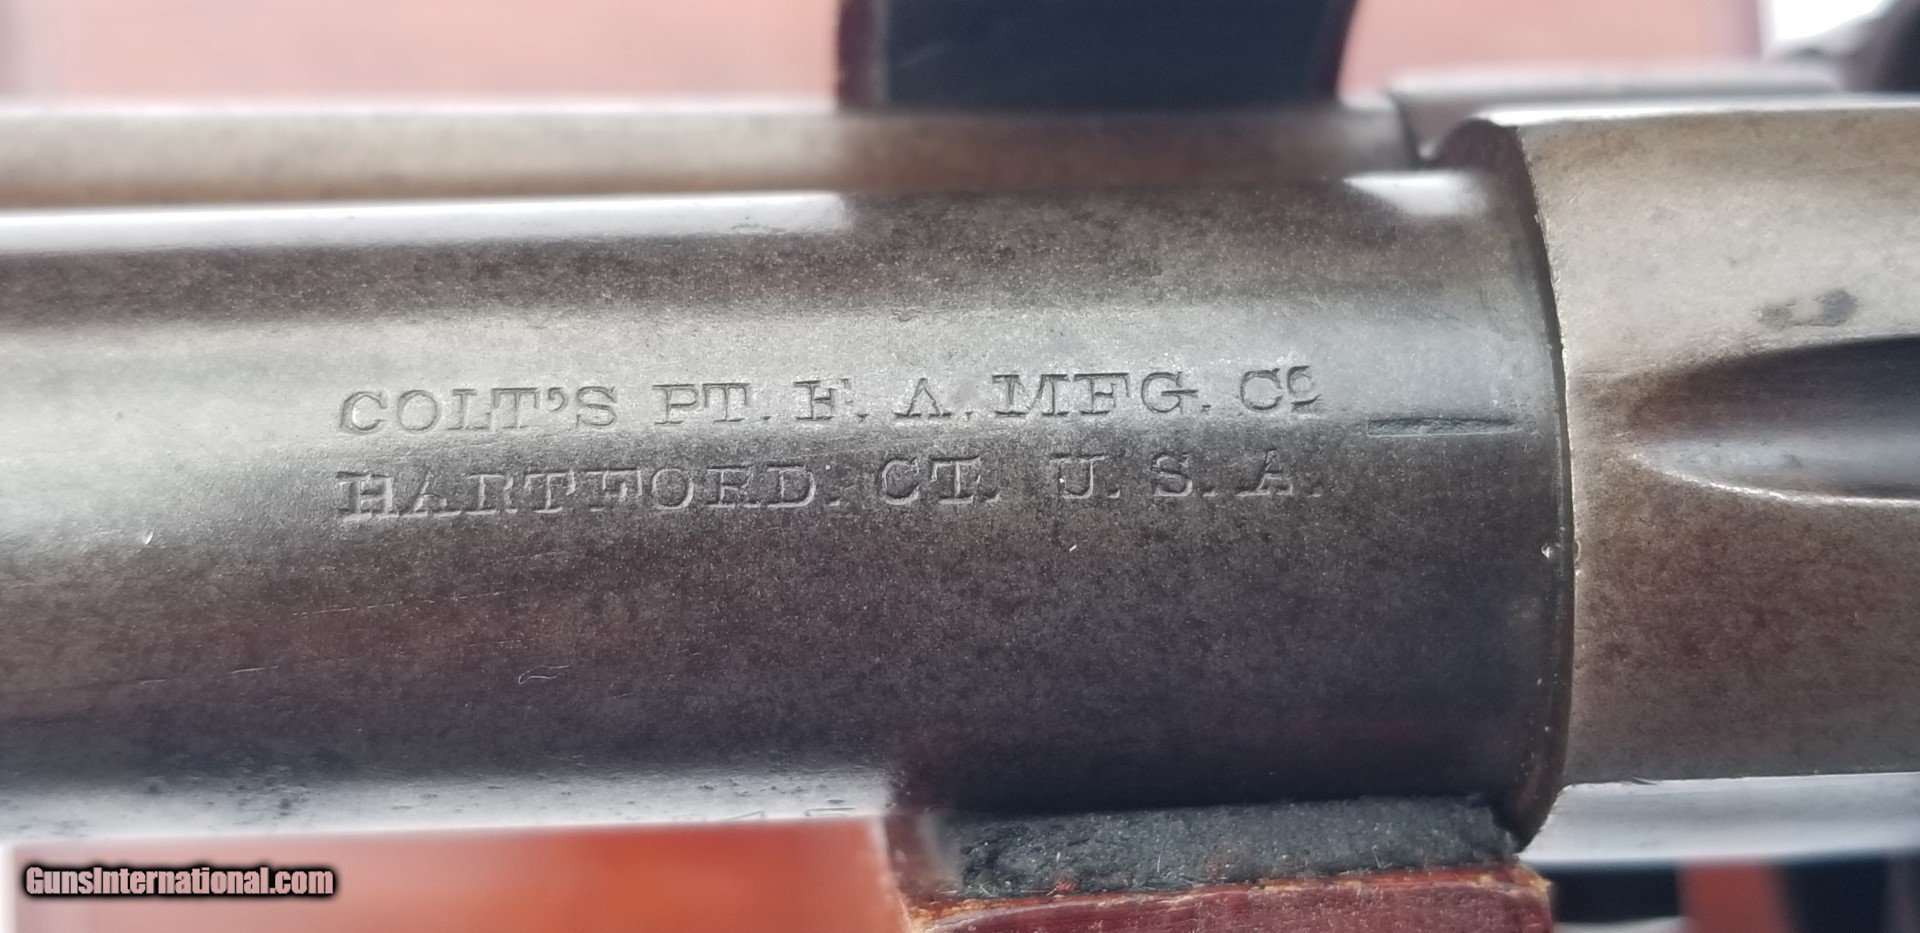 COLT'S PT. F. A. MFG. Co
HARTFORD. CT. U. S. A.
GunsInternational.com